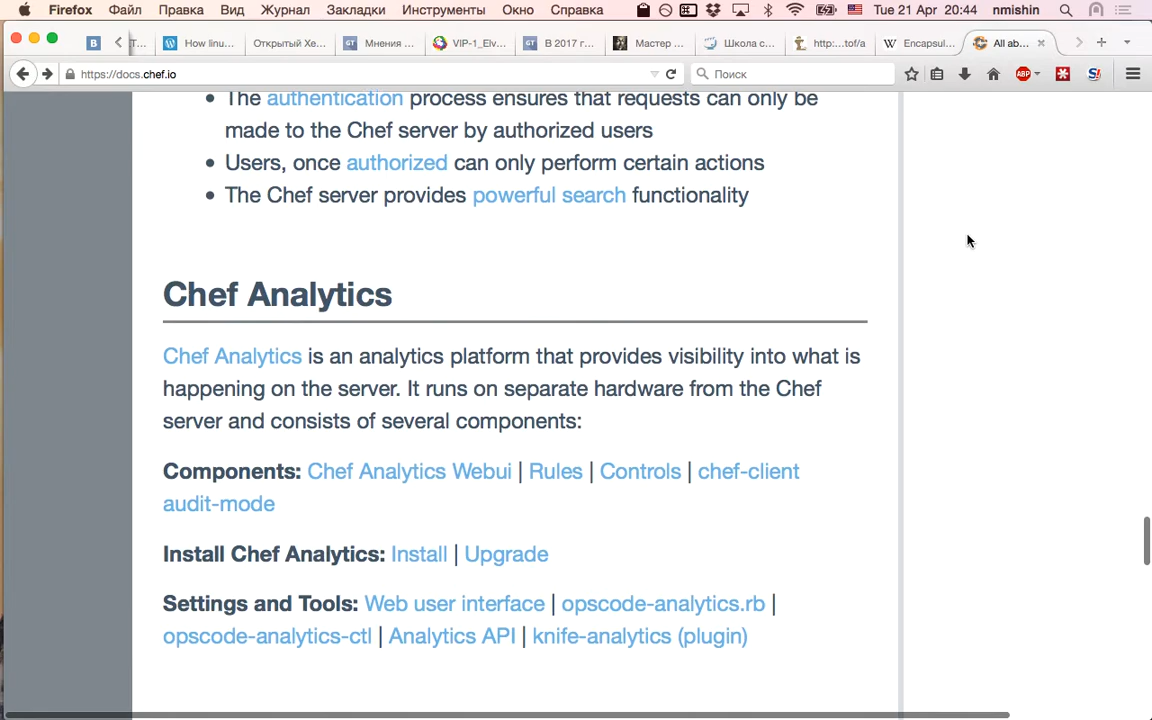 Firefox Файл Правка Вид Журнал Закладки Инструменты Окно Справка Tue 21 Apr 20:44 nmishin
B Т... How linu... Открытый Хе... GT Мнения ... VIP-1_Elv... GT В 2017 г... Мастер ... Школа с... http:...tof/a W Encapsul... All ab...
https://docs.chef.io Поиск ABP S!
The authentication process ensures that requests can only be
made to the Chef server by authorized users
Users, once authorized can only perform certain actions
The Chef server provides powerful search functionality
Chef Analytics
Chef Analytics is an analytics platform that provides visibility into what is
happening on the server. It runs on separate hardware from the Chef
server and consists of several components:
Components: Chef Analytics Webui | Rules | Controls | chef-client
audit-mode
Install Chef Analytics: Install | Upgrade
Settings and Tools: Web user interface | opscode-analytics.rb |
opscode-analytics-ctl | Analytics API | knife-analytics (plugin)